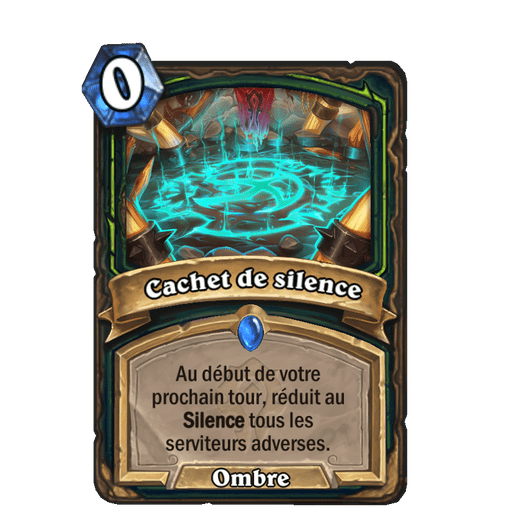 0
Cachet de silence
Au début de votre
prochain tour, réduit au
Silence tous les
serviteurs adverses.
Ombre